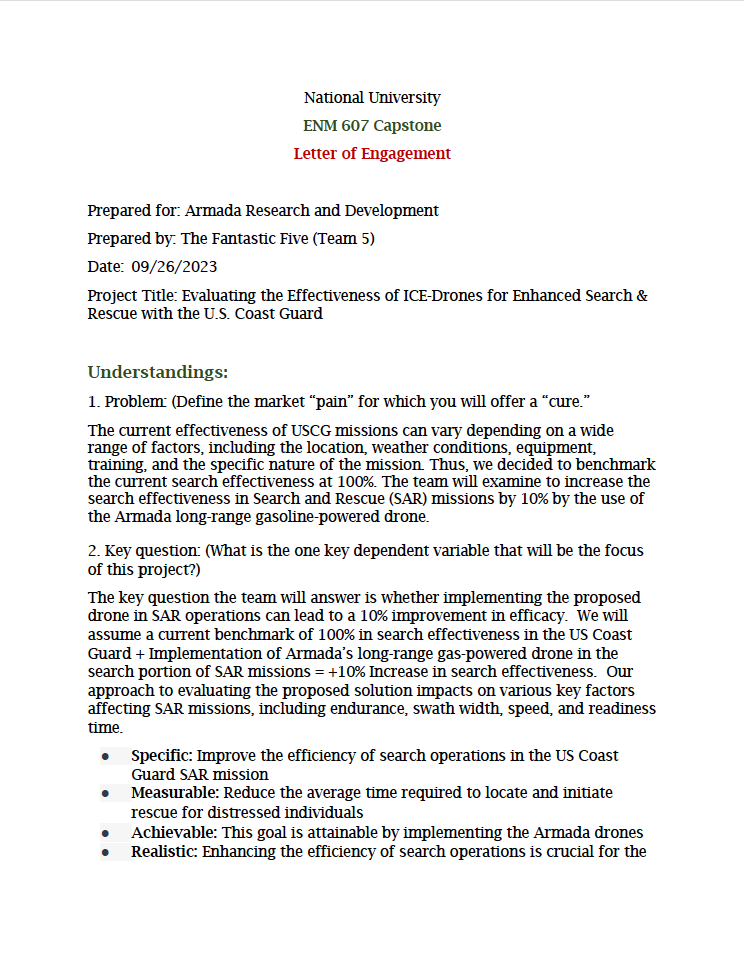 National University
ENM 607 Capstone
Letter of Engagement
Prepared for: Armada Research and Development
Prepared by: The Fantastic Five (Team 5)
Date: 09/26/2023
Project Title: Evaluating the Effectiveness of ICE-Drones for Enhanced Search &
Rescue with the U.S. Coast Guard
Understandings:
1. Problem: (Define the market “pain” for which you will offer a “cure.”
The current effectiveness of USCG missions can vary depending on a wide
range of factors, including the location, weather conditions, equipment,
training, and the specific nature of the mission. Thus, we decided to benchmark
the current search effectiveness at 100%. The team will examine to increase the
search effectiveness in Search and Rescue (SAR) missions by 10% by the use of
the Armada long-range gasoline-powered drone.
2. Key question: (What is the one key dependent variable that will be the focus
of this project?)
The key question the team will answer is whether implementing the proposed
drone in SAR operations can lead to a 10% improvement in efficacy. We will
assume a current benchmark of 100% in search effectiveness in the US Coast
Guard + Implementation of Armada’s long-range gas-powered drone in the
search portion of SAR missions = +10% Increase in search effectiveness. Our
approach to evaluating the proposed solution impacts on various key factors
affecting SAR missions, including endurance, swath width, speed, and readiness
time.
● Specific: Improve the efficiency of search operations in the US Coast
Guard SAR mission
● Measurable: Reduce the average time required to locate and initiate
rescue for distressed individuals
● Achievable: This goal is attainable by implementing the Armada drones
● Realistic: Enhancing the efficiency of search operations is crucial for the